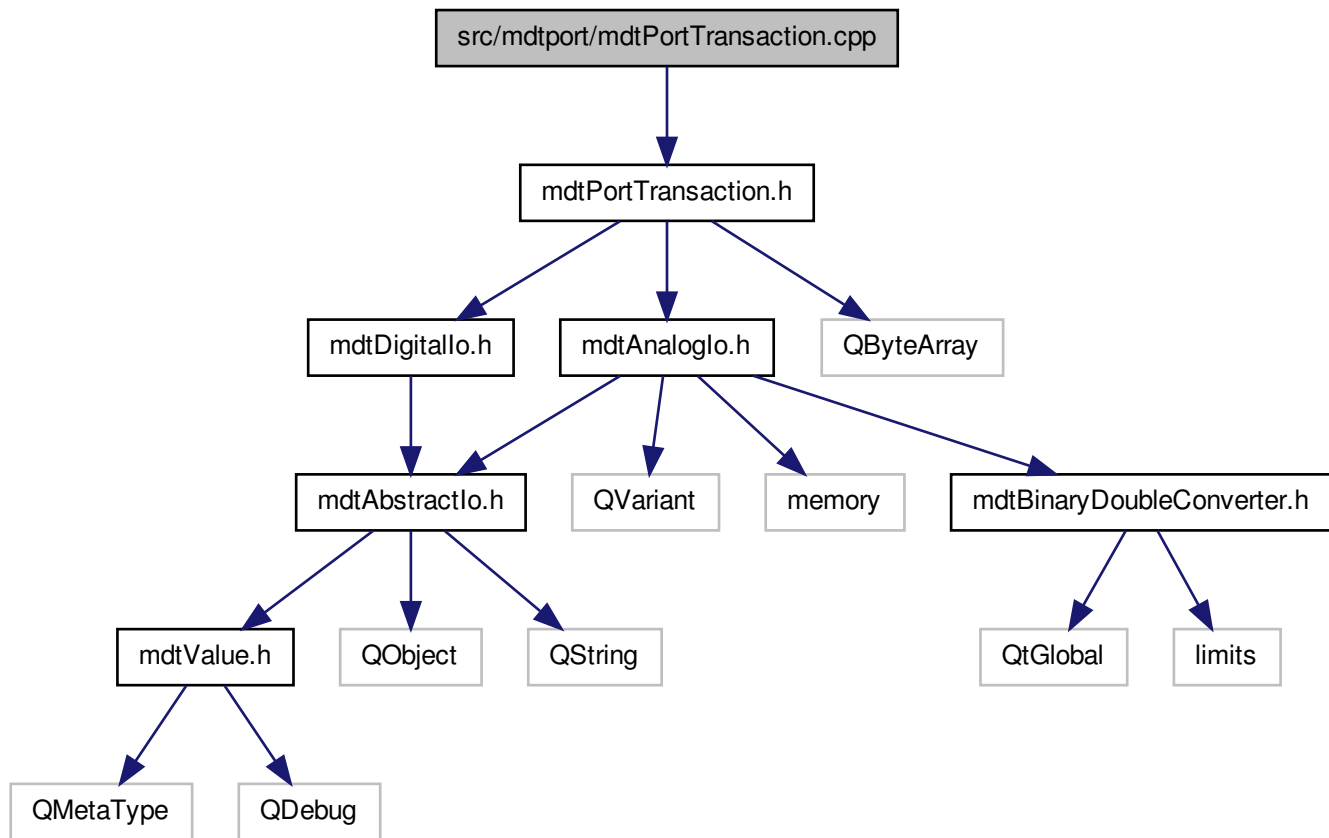 src/mdtport/mdtPortTransaction.cpp
mdtPortTransaction.h
mdtDigitalIo.h
mdtAnalogIo.h
QByteArray
mdtAbstractIo.h
QVariant
memory
mdtBinaryDoubleConverter.h
mdtValue.h
QObject
QString
QtGlobal
limits
QMetaType
QDebug